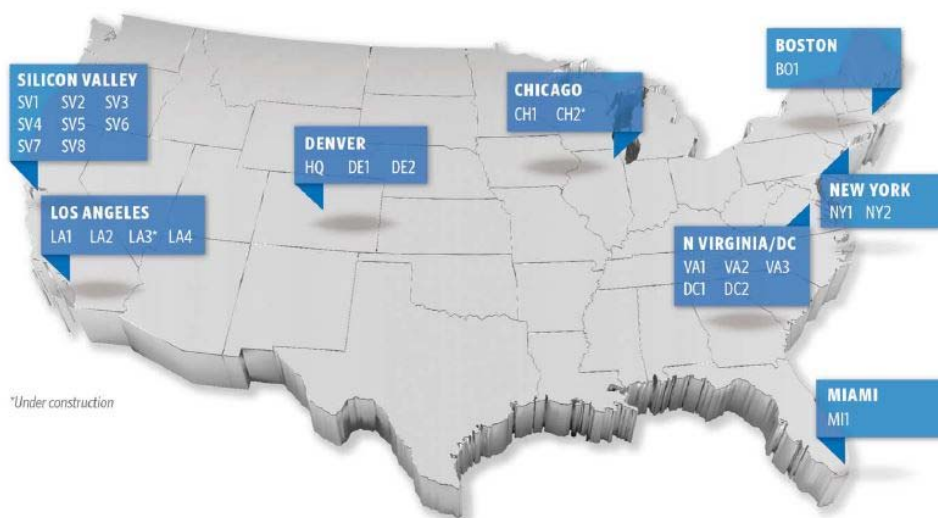 SILICON VALLEY
SV1 SV2 SV3
SV4 SV5 SV6
SV7 SV8
LOS ANGELES
LA1 LA2 LA3* LA4
DENVER
HQ DE1 DE2
CHICAGO
CH1 CH2*
BOSTON
BO1
NEW YORK
NY1 NY2
N VIRGINIA/DC
VA1 VA2 VA3
DC1 DC2
MIAMI
MI1
*Under construction